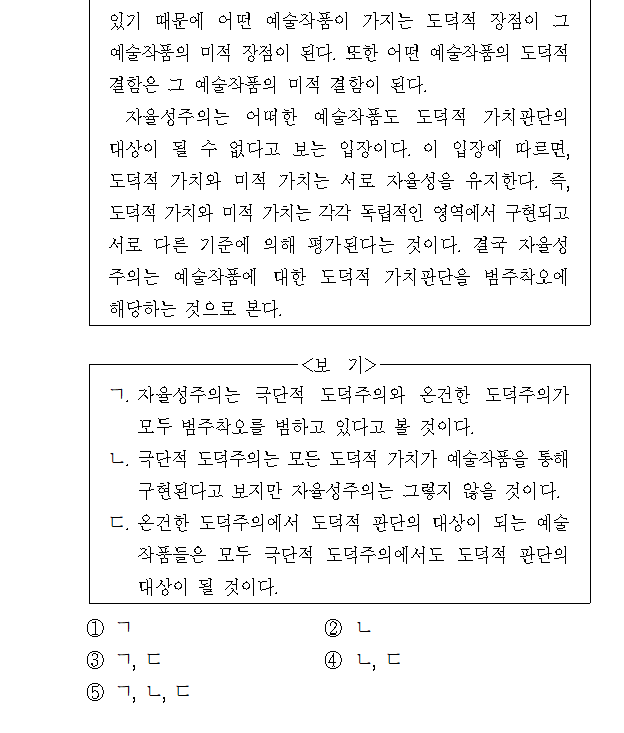 있기 때문에 어떤 예술작품이 가지는 도덕적 장점이 그
예술작품의 미적 장점이 된다. 또한 어떤 예술작품의 도덕적
결함은 그 예술작품의 미적 결함이 된다.
자율성주의는 어떠한 예술작품도 도덕적 가치판단의
대상이 될 수 없다고 보는 입장이다. 이 입장에 따르면,
도덕적 가치와 미적 가치는 서로 자율성을 유지한다. 즉,
도덕적 가치와 미적 가치는 각각 독립적인 영역에서 구현되고
서로 다른 기준에 의해 평가된다는 것이다. 결국 자율성
주의는 예술작품에 대한 도덕적 가치판단을 범주착오에
해당하는 것으로 본다.
<보 기>
ㄱ. 자율성주의는 극단적 도덕주의와 온건한 도덕주의가
모두 범주착오를 범하고 있다고 볼 것이다.
ㄴ. 극단적 도덕주의는 모든 도덕적 가치가 예술작품을 통해
구현된다고 보지만 자율성주의는 그렇지 않을 것이다.
ㄷ. 온건한 도덕주의에서 도덕적 판단의 대상이 되는 예술
작품들은 모두 극단적 도덕주의에서도 도덕적 판단의
대상이 될 것이다.
① ㄱ ② ㄴ
③ ㄱ, ㄷ ④ ㄴ, ㄷ
⑤ ㄱ, ㄴ, ㄷ